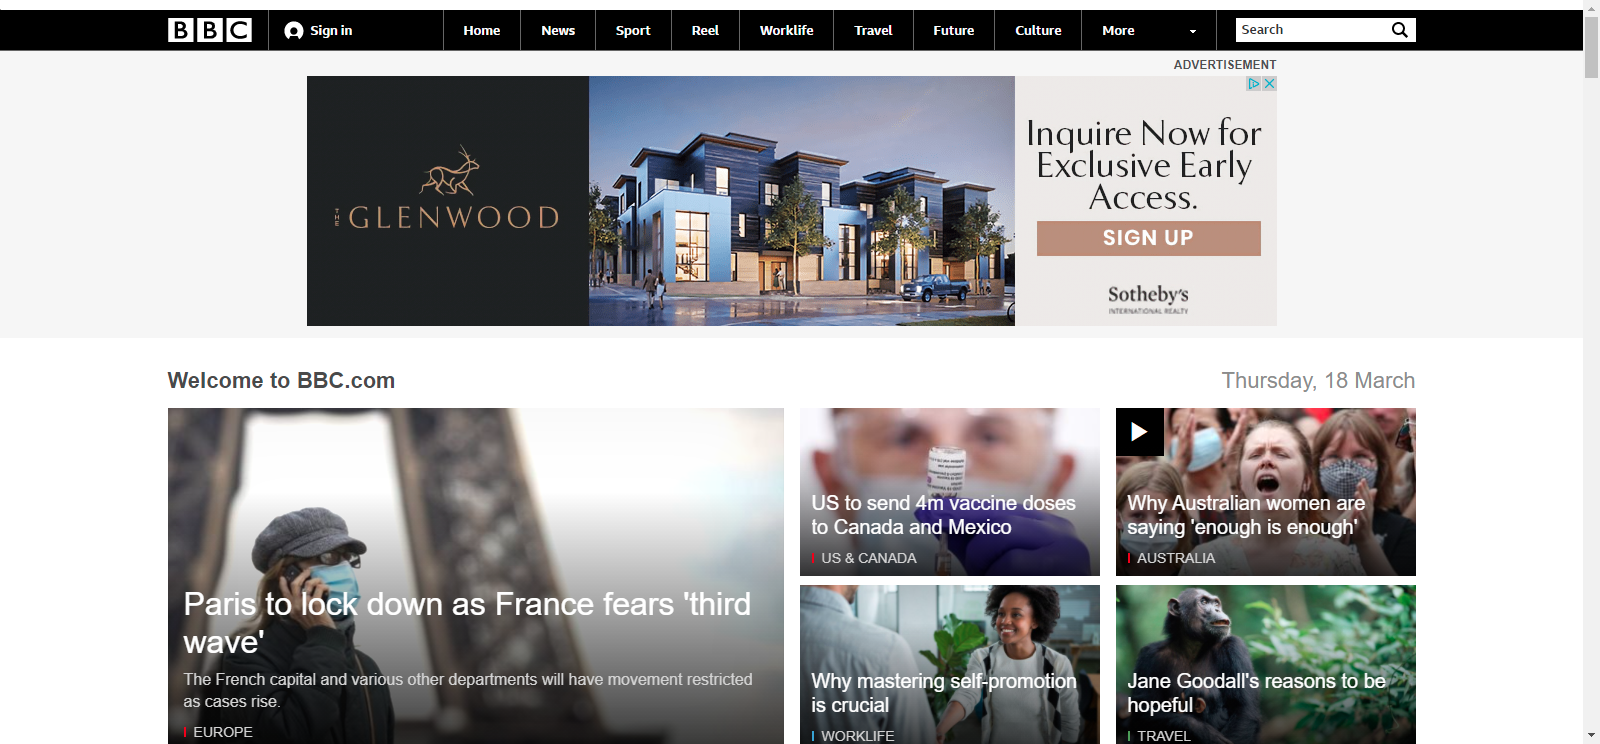 BBC
Sign in
Home
News
Sport
Reel
Worklife
Travel
Future
Culture
More
Search
ADVERTISEMENT
THE GLENWOOD
Inquire Now for
Exclusive Early
Access.
SIGN UP
Sotheby's
INTERNATIONAL REALTY
Welcome to BBC.com
Thursday, 18 March
Paris to lock down as France fears 'third
wave'
The French capital and various other departments will have movement restricted
as cases rise.
EUROPE
US to send 4m vaccine doses
to Canada and Mexico
US & CANADA
Why Australian women are
saying 'enough is enough'
AUSTRALIA
Why mastering self-promotion
is crucial
WORKLIFE
Jane Goodall's reasons to be
hopeful
TRAVEL